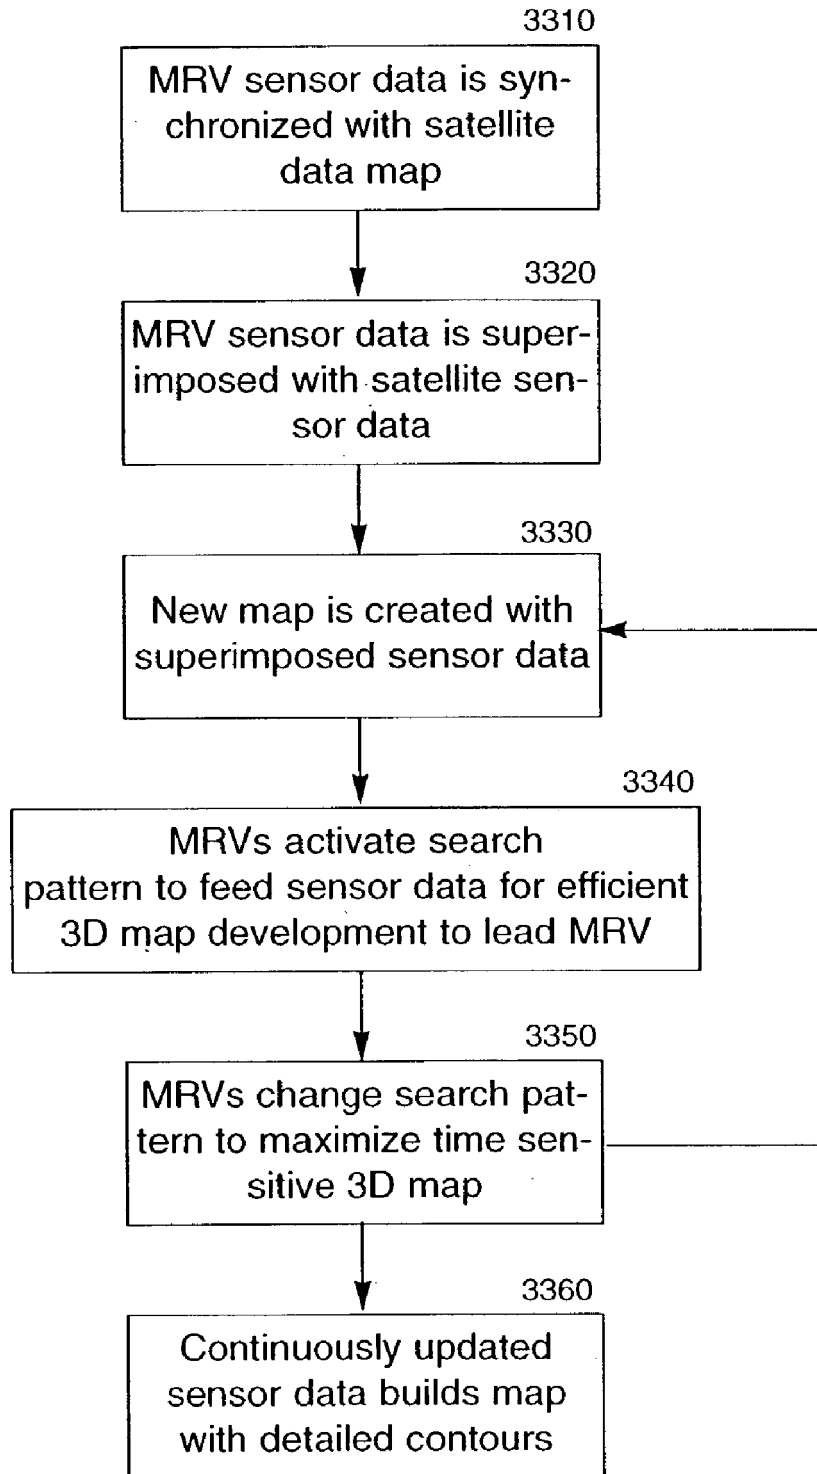 3310
MRV sensor data is syn-
chronized with satellite
data map
3320
MRV sensor data is super-
imposed with satellite sen-
sor data
3330
New map is created with
superimposed sensor data
3340
MRVs activate search
pattern to feed sensor data for efficient
3D map development to lead MRV
3350
MRVs change search pat-
tern to maximize time sen-
sitive 3D map
3360
Continuously updated
sensor data builds map
with detailed contours